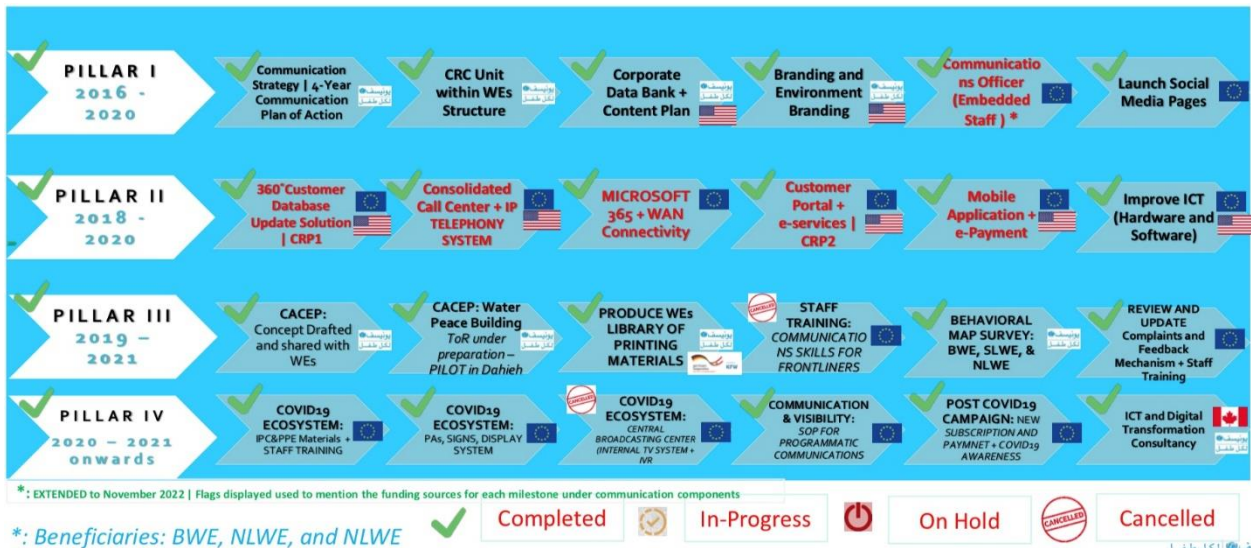 PILLAR I
2016 -
2020
Communication
Strategy | 4-Year
Communication
Plan of Action
CRC Unit
within WEs
Structure
Corporate
Data Bank +
Content Plan
Branding and
Environment
Branding
Communicatio
ns Officer
(Embedded
Staff ) *
Launch Social
Media Pages
PILLAR II
2018 -
2020
360°Customer
Database
Update Solution
| CRP1
Consolidated
Call Center + IP
TELEPHONY
SYSTEM
MICROSOFT
365 + WAN
Connectivity
Customer
Portal +
e-services |
CRP2
Mobile
Application +
e-Payment
Improve ICT
(Hardware and
Software)
PILLAR III
2019 –
2021
CACEP:
Concept Drafted
and shared with
WEs
CACEP: Water
Peace Building
ToR under
preparation –
PILOT in Dahieh
PRODUCE WEs
LIBRARY OF
PRINTING
MATERIALS
KFW
CANCELLED
STAFF
TRAINING:
COMMUNICATIO
NS SKILLS FOR
FRONTLINERS
BEHAVIORAL
MAP SURVEY:
BWE, SLWE, &
NLWE
REVIEW AND
UPDATE
Complaints and
Feedback
Mechanism + Staff
Training
PILLAR IV
2020 – 2021
onwards
COVID19
ECOSYSTEM:
IPC&PPE Materials +
STAFF TRAINING
COVID19
ECOSYSTEM:
PAs, SIGNS, DISPLAY
SYSTEM
CANCELLED
COVID19
ECOSYSTEM:
CENTRAL
BROADCASTING CENTER
(INTERNAL TV SYSTEM +
IVR
COMMUNICATION
& VISIBILITY:
SOP FOR
PROGRAMMATIC
COMMUNICATIONS
POST COVID19
CAMPAIGN: NEW
SUBSCRIPTION AND
PAYMNET + COVID19
AWARENESS
ICT and Digital
Transformation
Consultancy
*: EXTENDED to November 2022 | Flags displayed used to mention the funding sources for each milestone under communication components
*: Beneficiaries: BWE, NLWE, and NLWE
Completed
In-Progress
On Hold
CANCELLED
Cancelled